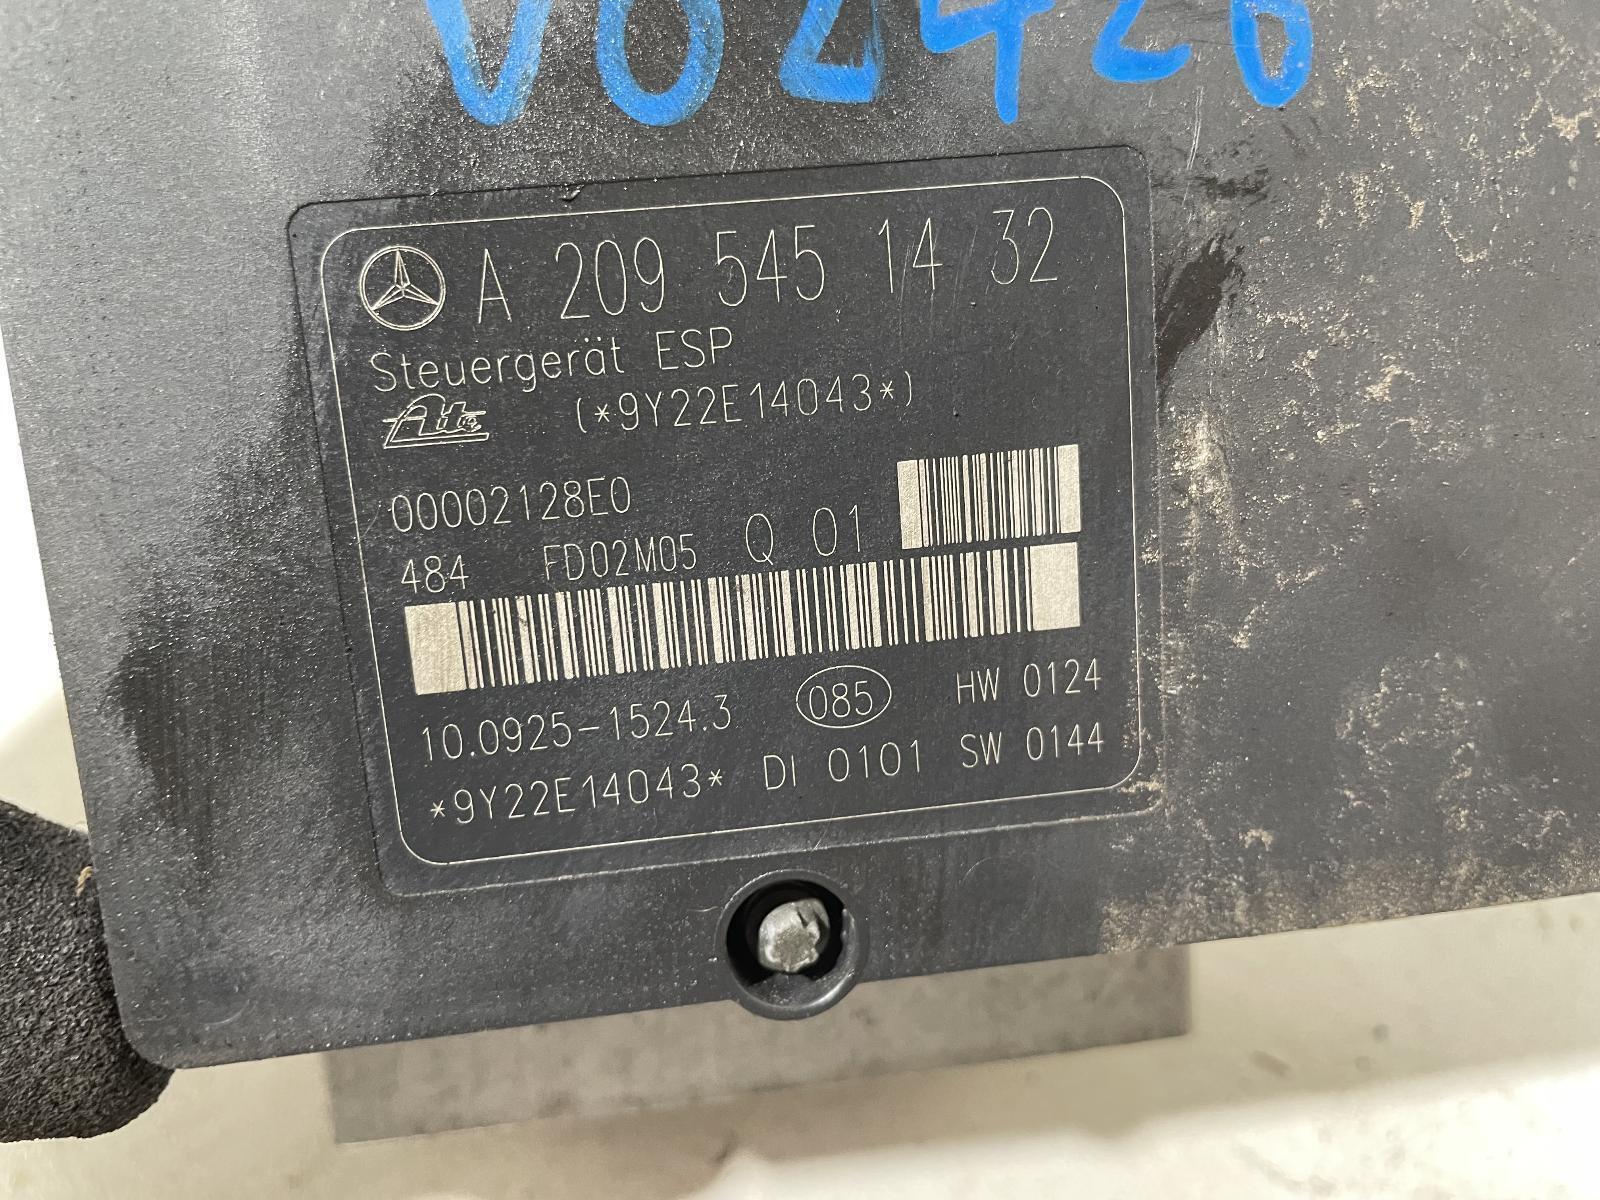 V02426
A 209 545 14 32
Steuergerät ESP
Ate (*9Y22E14043*)
00002128E0
484 FD02M05 Q 01
10.0925-1524.3 085 HW 0124
*9Y22E14043* DI 0101 SW 0144